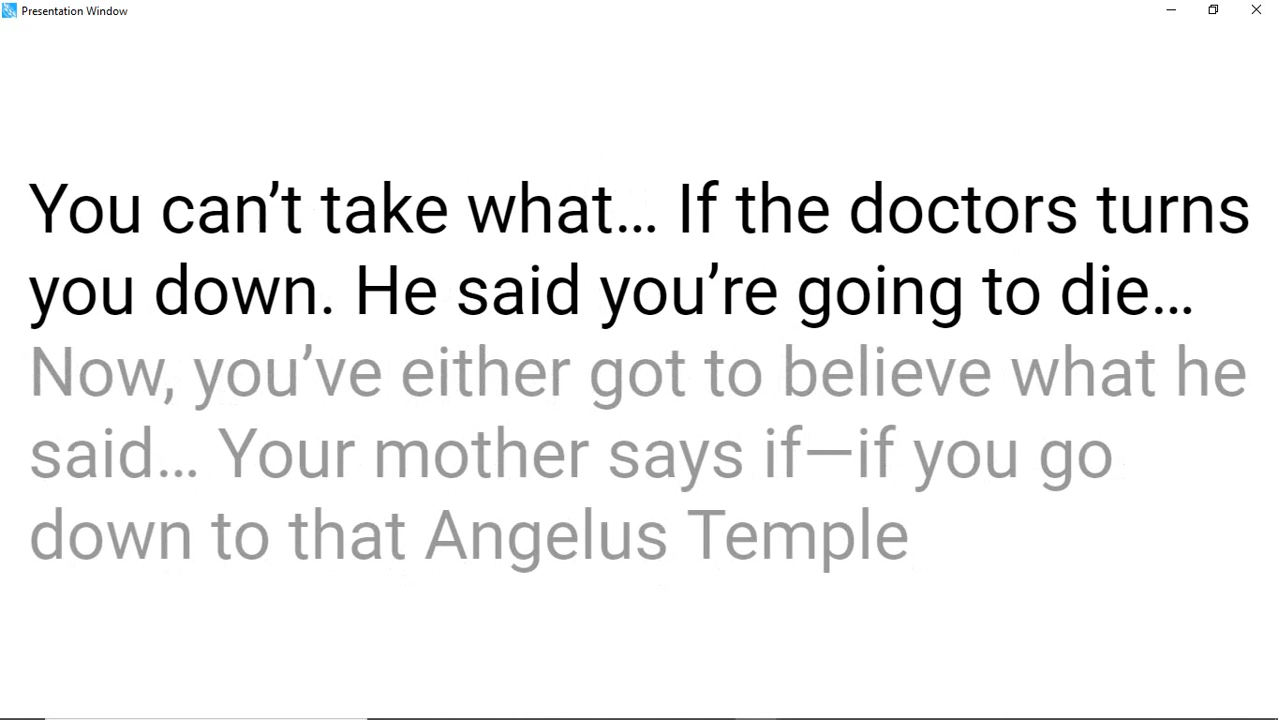 Presentation Window
You can’t take what… If the doctors turns
you down. He said you’re going to die…
Now, you’ve either got to believe what he
said… Your mother says if—if you go
down to that Angelus Temple